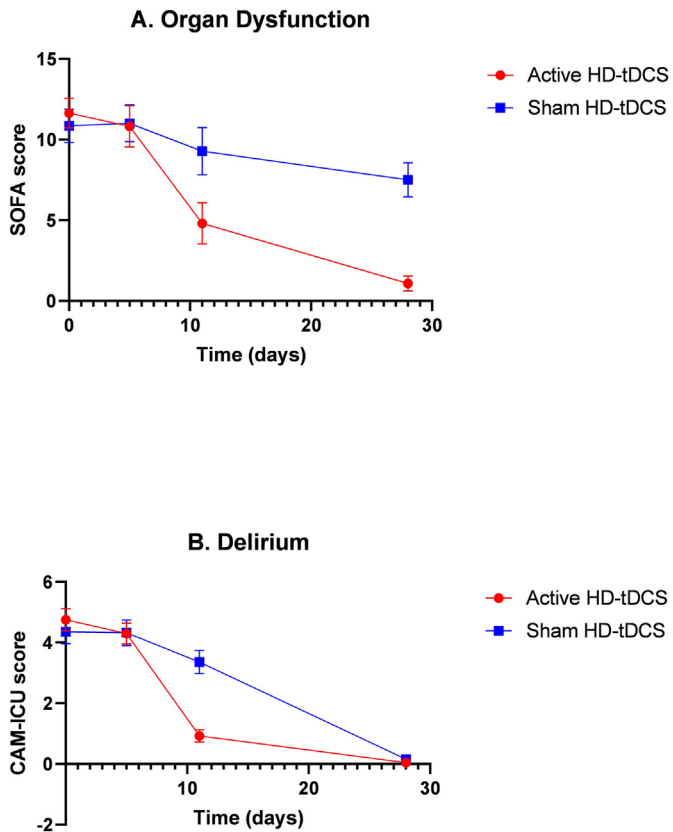 A. Organ Dysfunction
15
10
5
0
SOFA score
0
10
20
30
Time (days)
Active HD-tDCS
Sham HD-tDCS
B. Delirium
6
4
2
0
-2
CAM-ICU score
10
20
30
Time (days)
Active HD-tDCS
Sham HD-tDCS